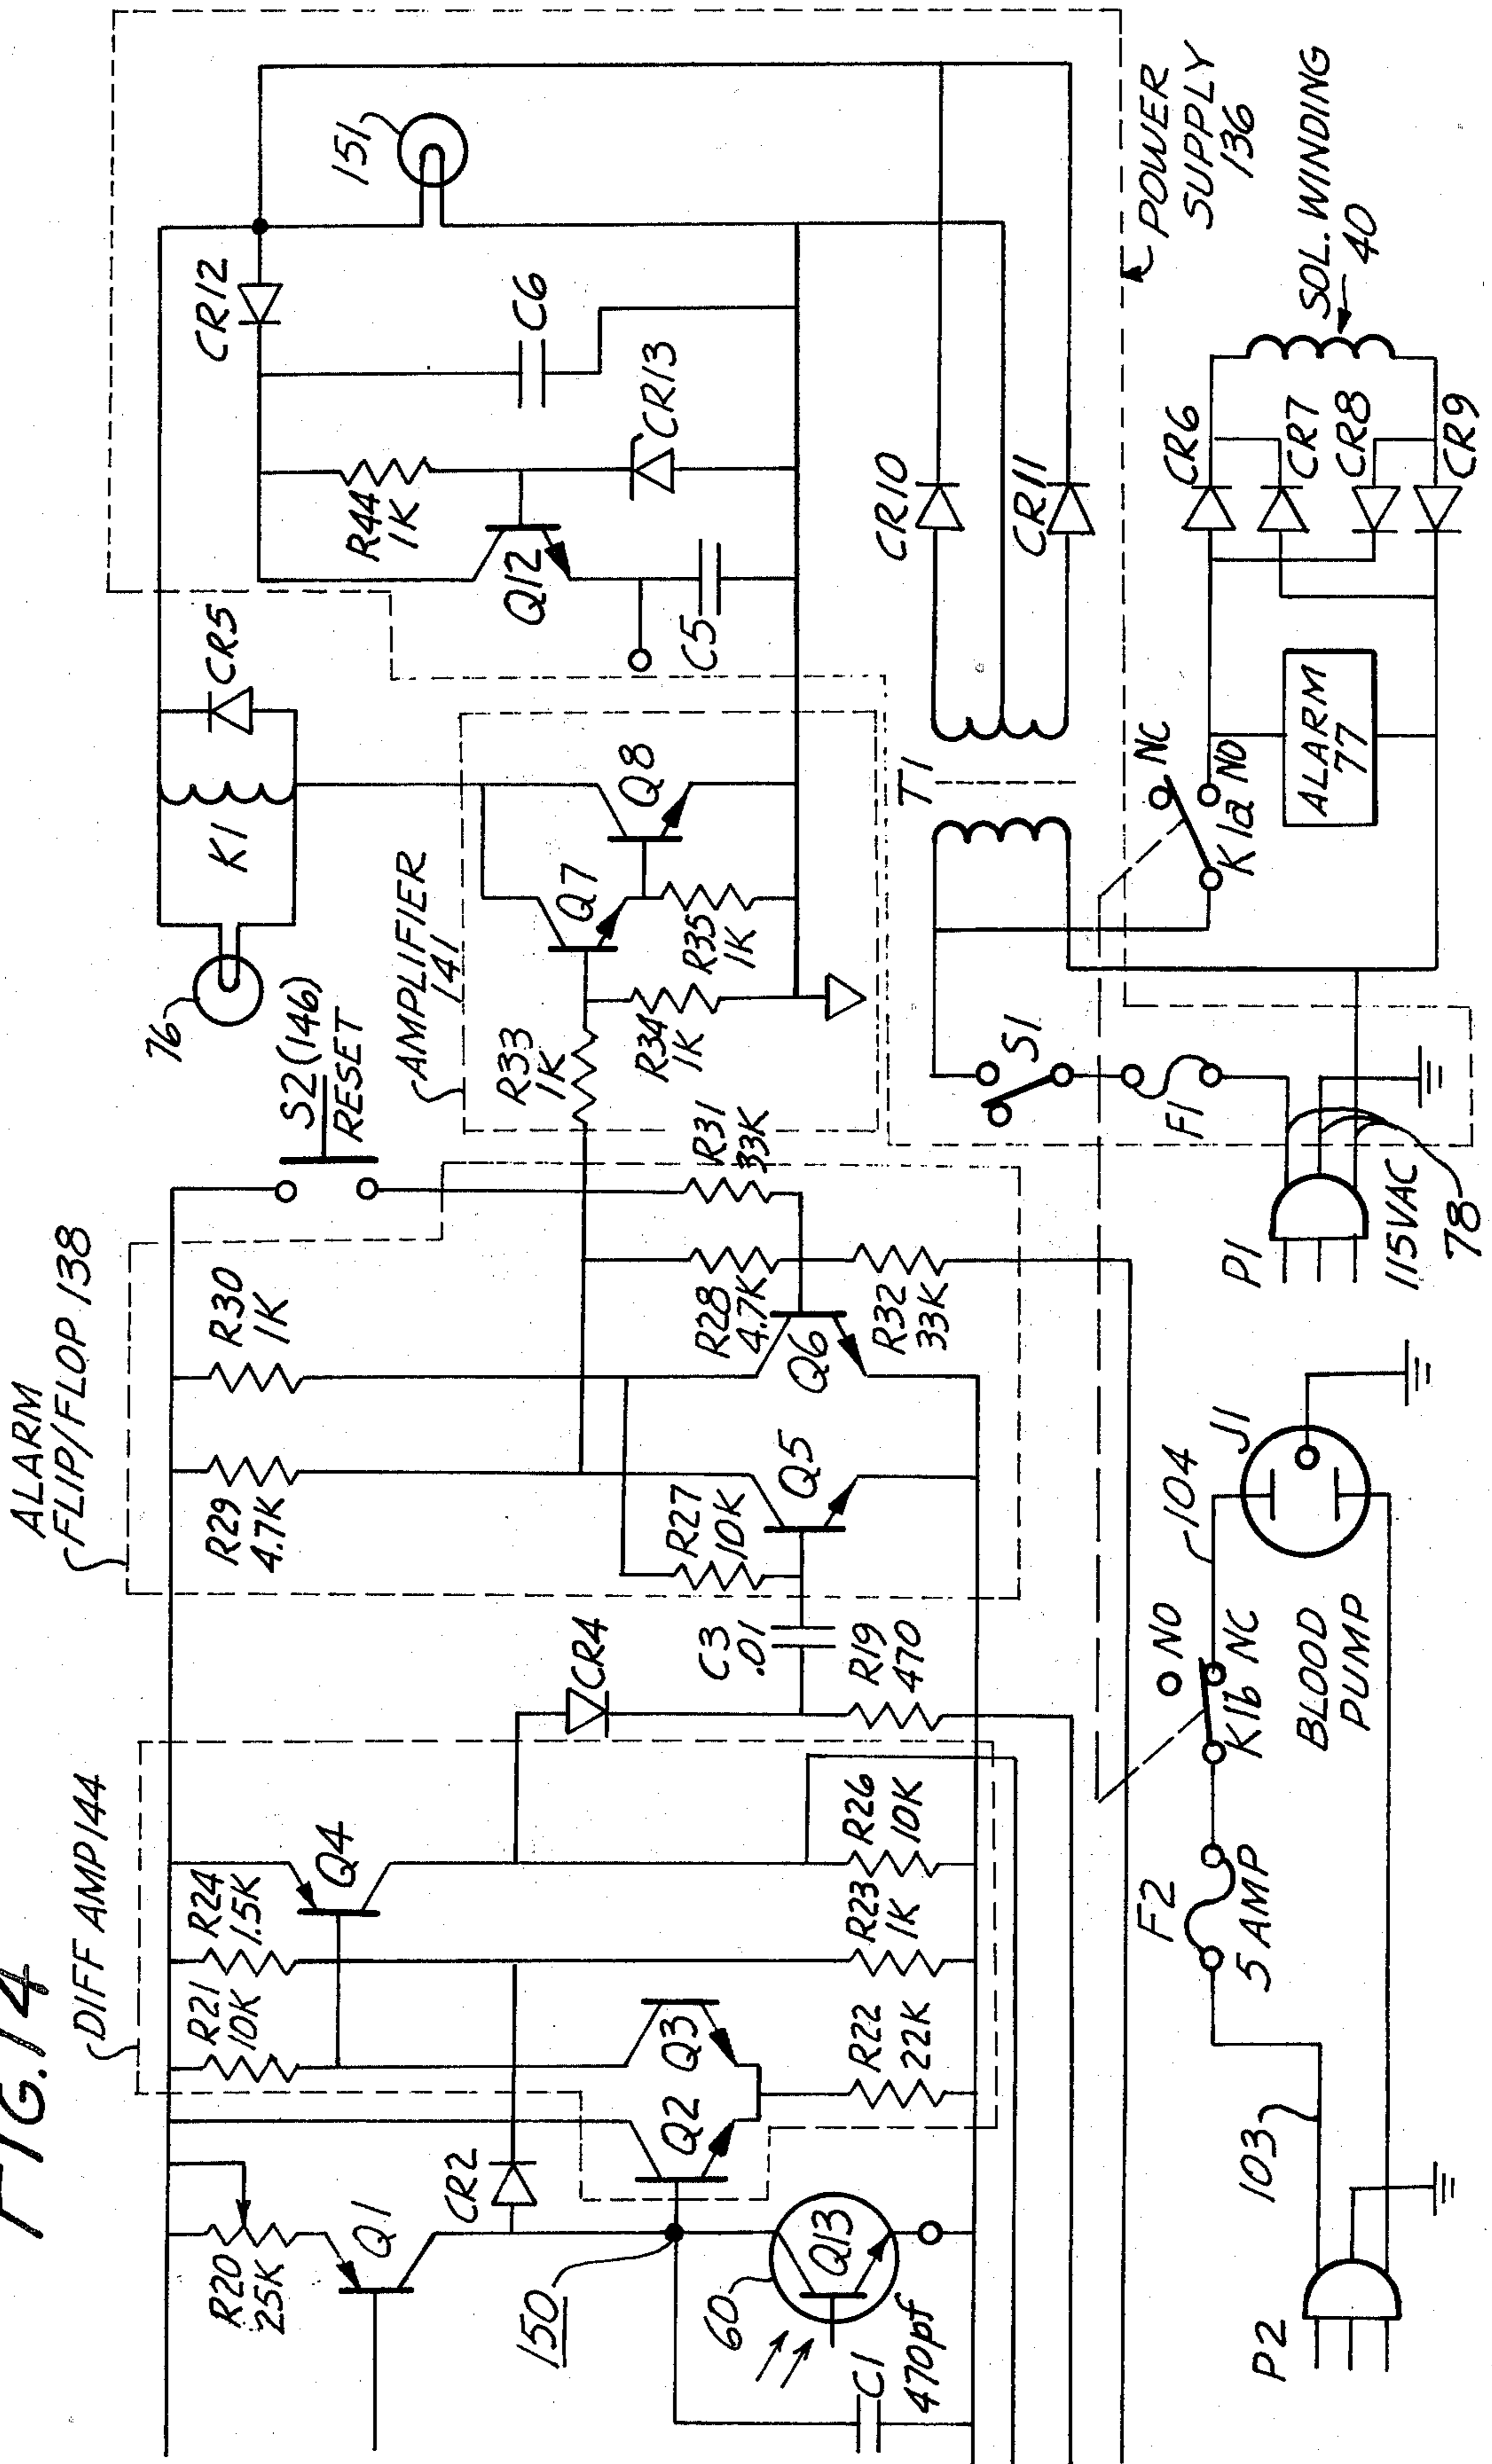 FIG. 14
DIFF AMP 144
ALARM
FLIP/FLOP 138
R20
25K
Q1
CR2
150
60
Q13
C1
470pf
R21
10K
R24
1.5K
Q4
Q2
Q3
R22
22K
R23
1K
R26
10K
CR4
C3
.01
R19
470
R29
4.7K
R30
1K
R27
10K
Q5
Q6
R28
4.7K
R32
33K
R31
33K
S2 (146)
RESET
AMPLIFIER
141
R33
1K
R34
1K
R35
1K
Q7
Q8
76
K1
CR5
Q12
R44
1K
C5
CR13
C6
CR12
151
T1
CR10
CR11
POWER
SUPPLY
136
S1
F1
P1
115VAC
78
NC
K1a NO
ALARM
77
CR6
CR7
CR8
CR9
SOL. WINDING
40
P2
103
F2
5 AMP
NO
K1b NC
104
J1
BLOOD
PUMP